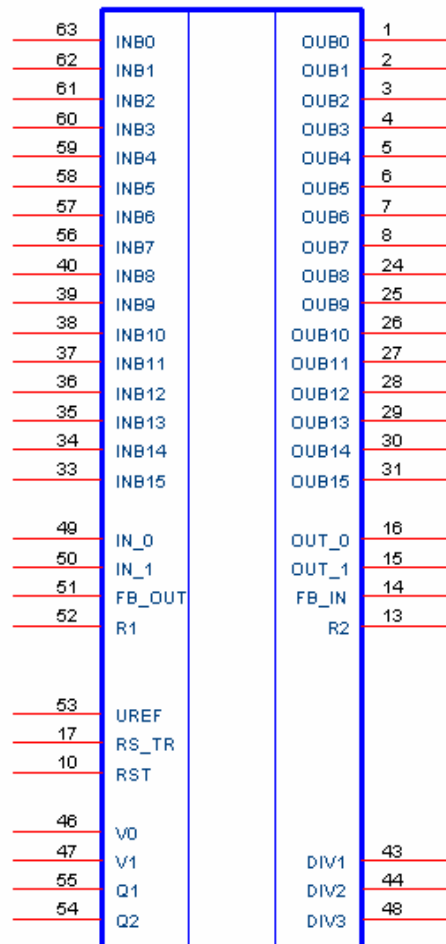 63 INB0 OUB0 1
62 INB1 OUB1 2
61 INB2 OUB2 3
60 INB3 OUB3 4
59 INB4 OUB4 5
58 INB5 OUB5 6
57 INB6 OUB6 7
56 INB7 OUB7 8
40 INB8 OUB8 24
39 INB9 OUB9 25
38 INB10 OUB10 26
37 INB11 OUB11 27
36 INB12 OUB12 28
35 INB13 OUB13 29
34 INB14 OUB14 30
33 INB15 OUB15 31
49 IN_0 OUT_0 16
50 IN_1 OUT_1 15
51 FB_OUT FB_IN 14
52 R1 R2 13
53 UREF
17 RS_TR
10 RST
46 V0
47 V1 DIV1 43
55 Q1 DIV2 44
54 Q2 DIV3 48